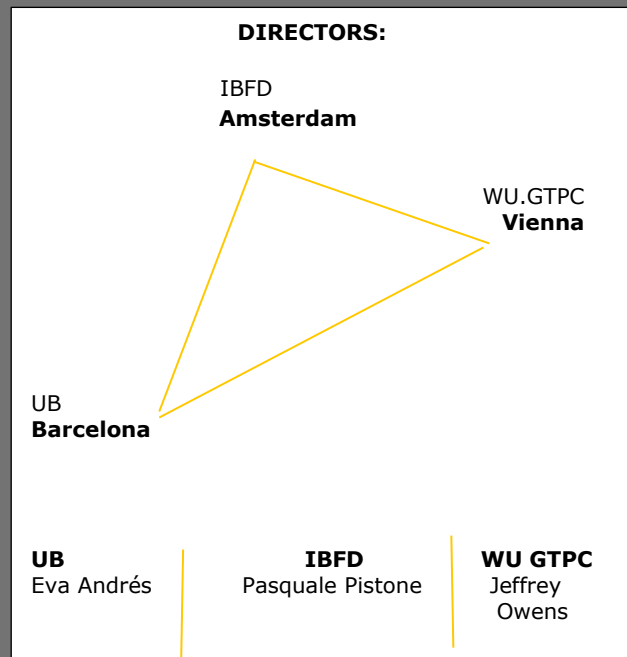 DIRECTORS:
IBFD
Amsterdam
WU.GTPC
Vienna
UB
Barcelona
UB
Eva Andrés
IBFD
Pasquale Pistone
WU GTPC
Jeffrey
Owens